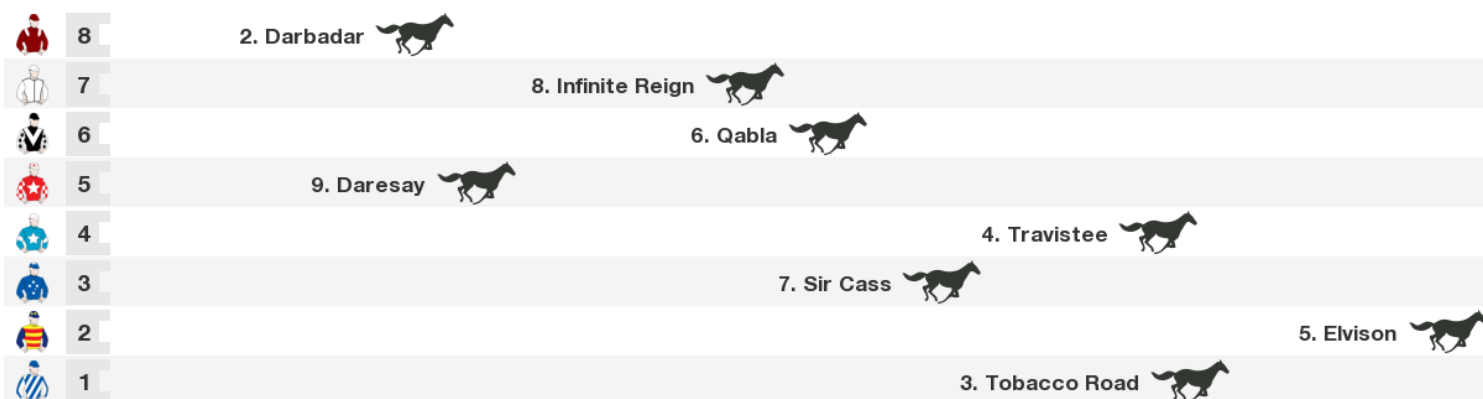 8 2. Darbadar
7 8. Infinite Reign
6 6. Qabla
5 9. Daresay
4 4. Travistee
3 7. Sir Cass
2 5. Elvison
1 3. Tobacco Road